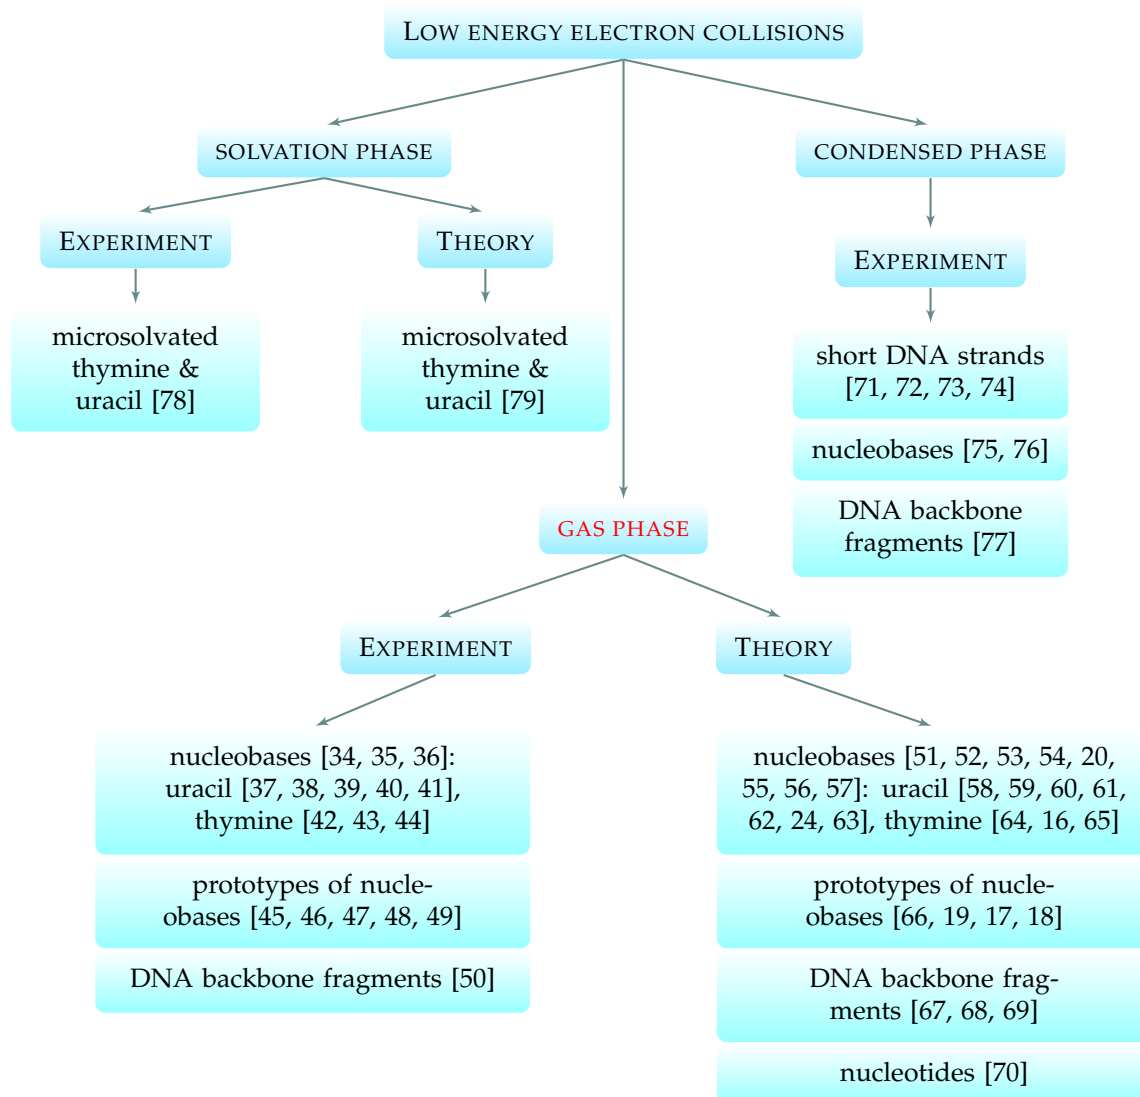 LOW ENERGY ELECTRON COLLISIONS
SOLVATION PHASE
CONDENSED PHASE
EXPERIMENT
THEORY
EXPERIMENT
microsolvated
thymine &
uracil [78]
microsolvated
thymine &
uracil [79]
short DNA strands
[71, 72, 73, 74]
nucleobases [75, 76]
DNA backbone
fragments [77]
GAS PHASE
EXPERIMENT
THEORY
nucleobases [34, 35, 36]:
uracil [37, 38, 39, 40, 41],
thymine [42, 43, 44]
prototypes of nucle-
obases [45, 46, 47, 48, 49]
DNA backbone fragments [50]
nucleobases [51, 52, 53, 54, 20,
55, 56, 57]: uracil [58, 59, 60, 61,
62, 24, 63], thymine [64, 16, 65]
prototypes of nucle-
obases [66, 19, 17, 18]
DNA backbone frag-
ments [67, 68, 69]
nucleotides [70]